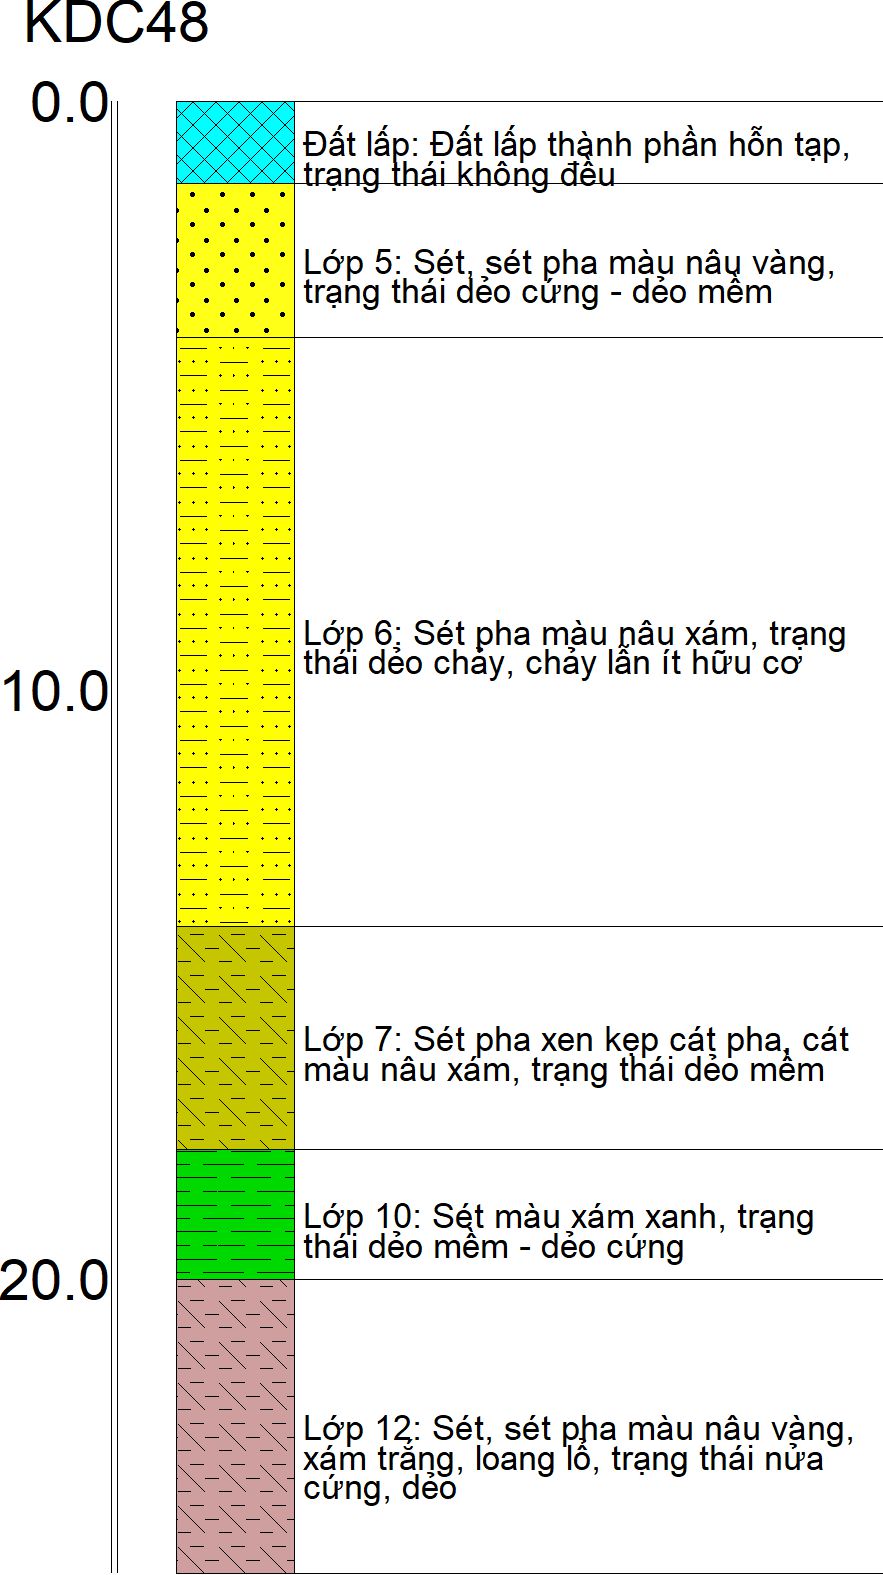 KDC48
0.0
Đất lấp: Đất lấp thành phần hỗn tạp,
trạng thái không đều
Lớp 5: Sét, sét pha màu nâu vàng,
trạng thái dẻo cứng - dẻo mềm
Lớp 6: Sét pha màu nâu xám, trạng
thái dẻo chảy, chảy lẫn ít hữu cơ
10.0
Lớp 7: Sét pha xen kẹp cát pha, cát
màu nâu xám, trạng thái dẻo mềm
Lớp 10: Sét màu xám xanh, trạng
thái dẻo mềm - dẻo cứng
20.0
Lớp 12: Sét, sét pha màu nâu vàng,
xám trắng, loang lổ, trạng thái nửa
cứng, dẻo